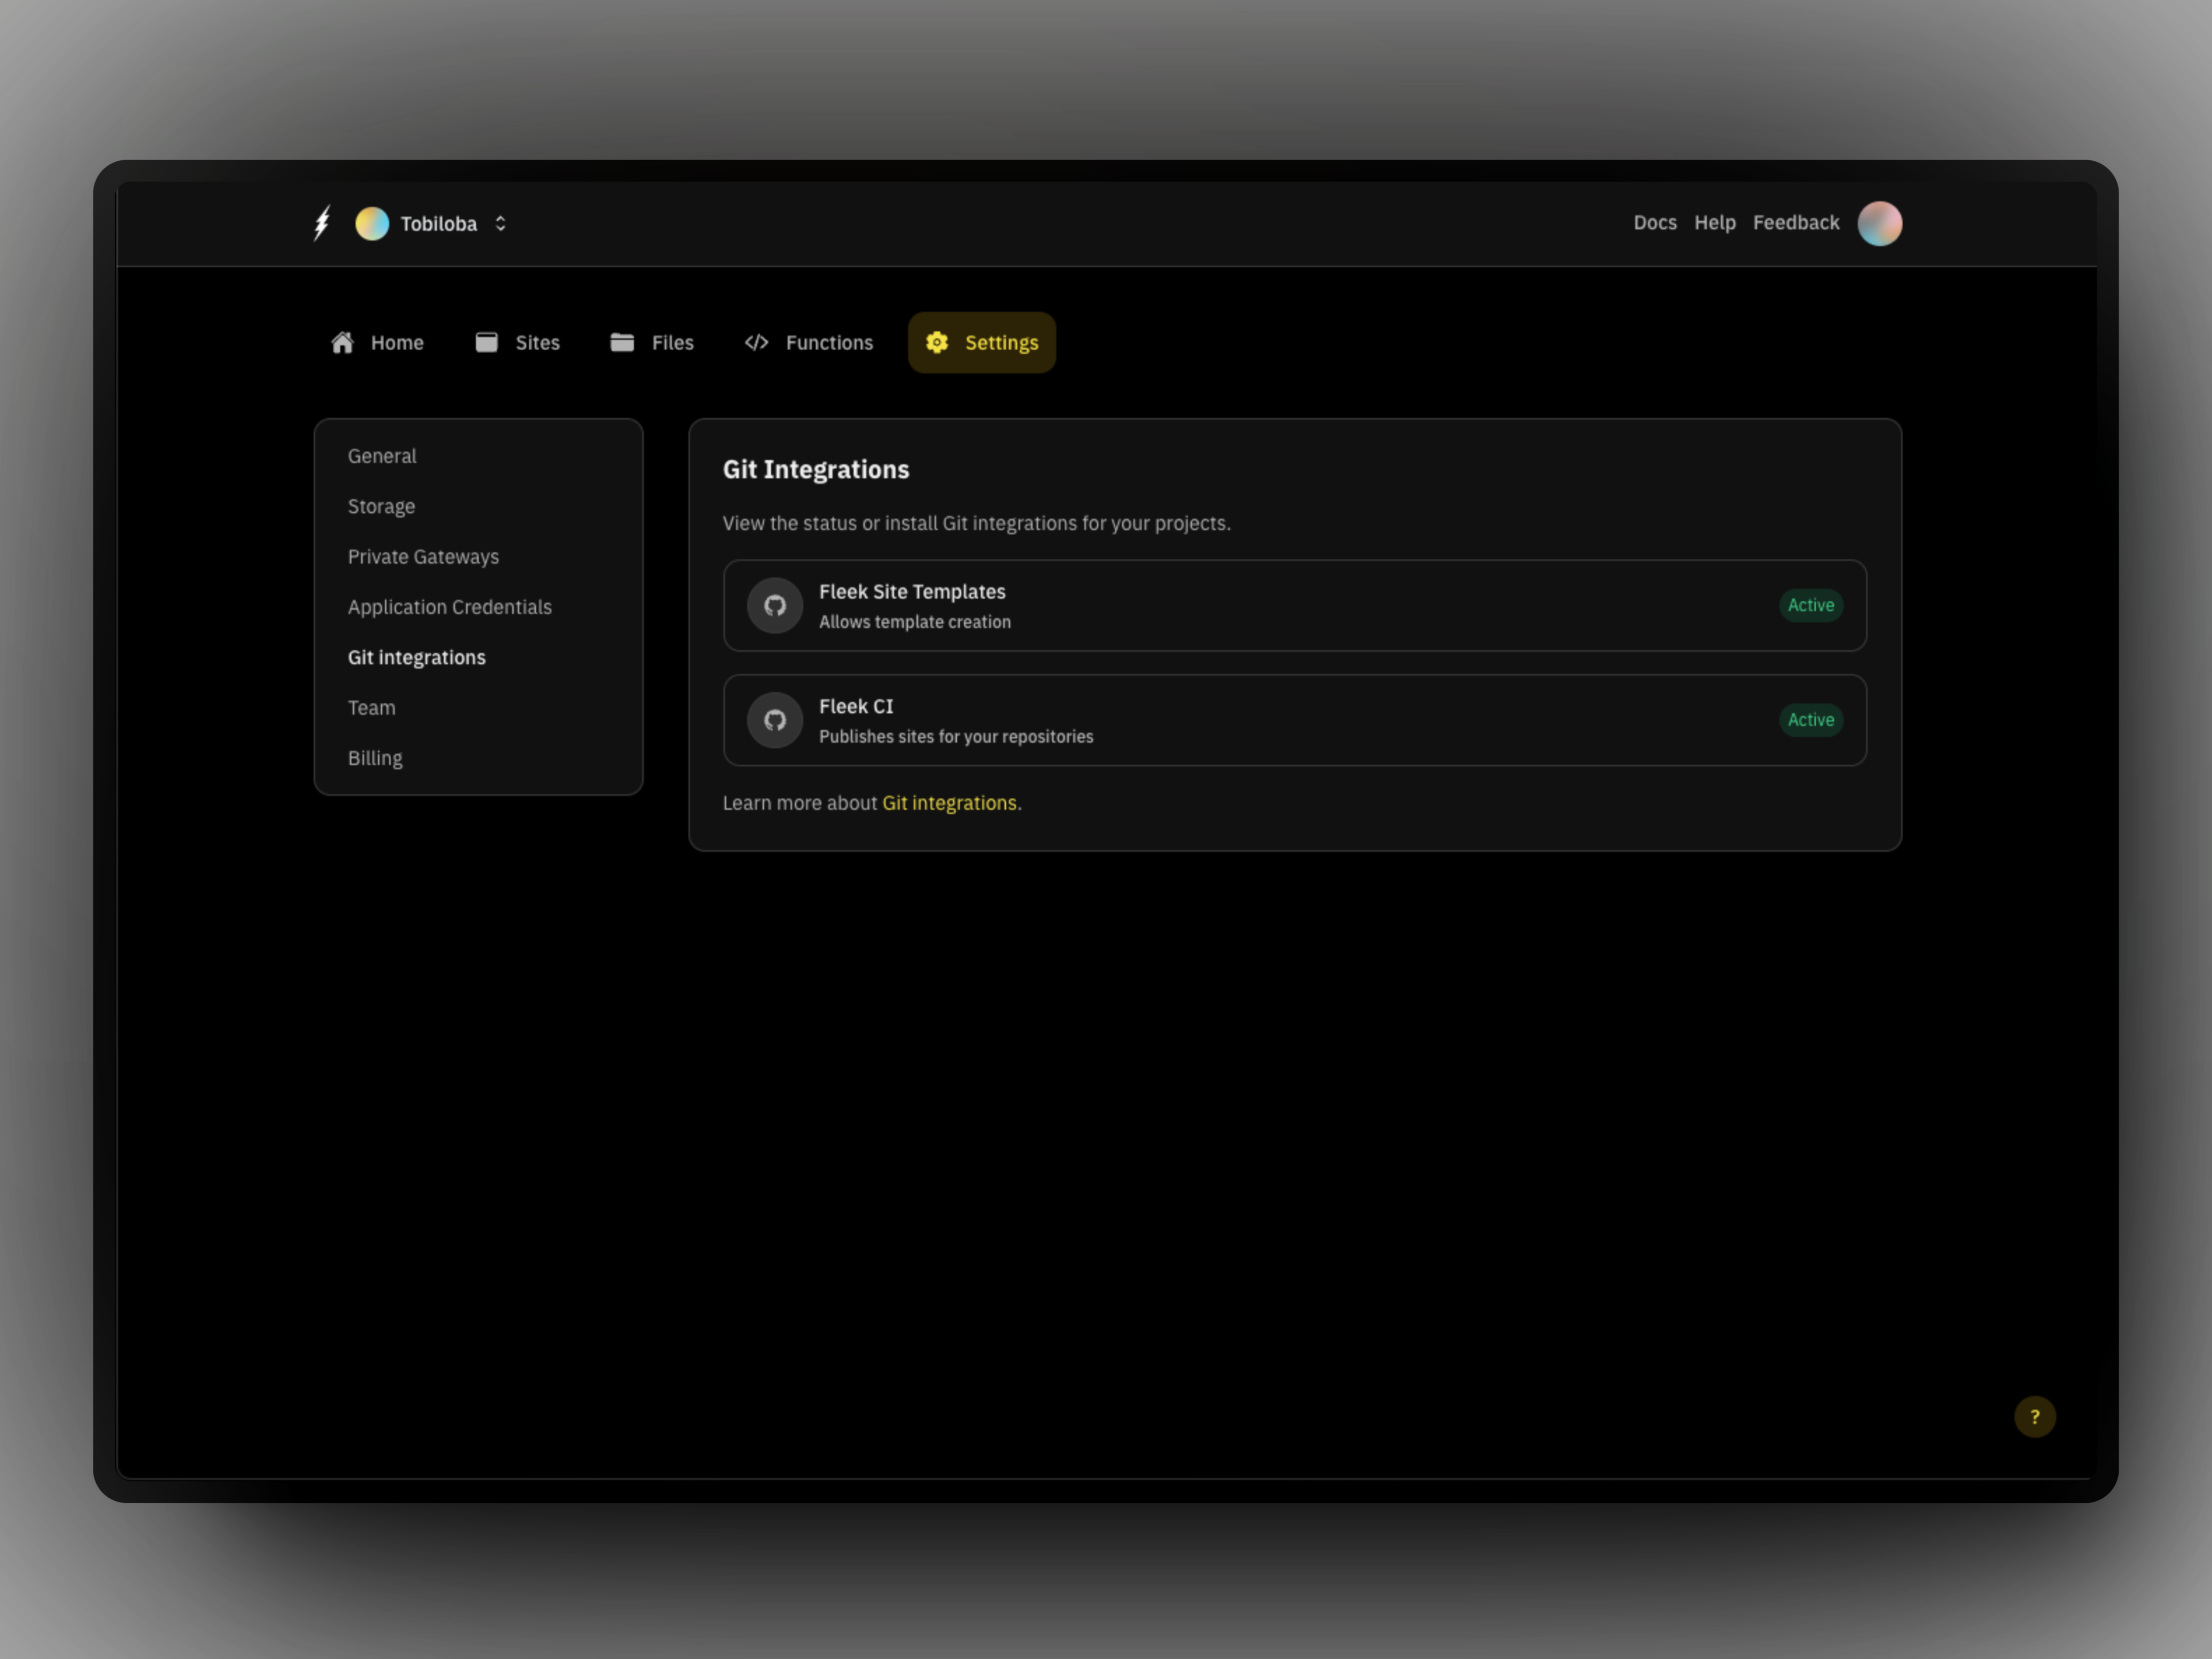 Tobiloba
Docs Help Feedback
Home Sites Files Functions Settings
General
Storage
Private Gateways
Application Credentials
Git integrations
Team
Billing
Git Integrations
View the status or install Git integrations for your projects.
Fleek Site Templates
Allows template creation
Active
Fleek CI
Publishes sites for your repositories
Active
Learn more about Git integrations.
?